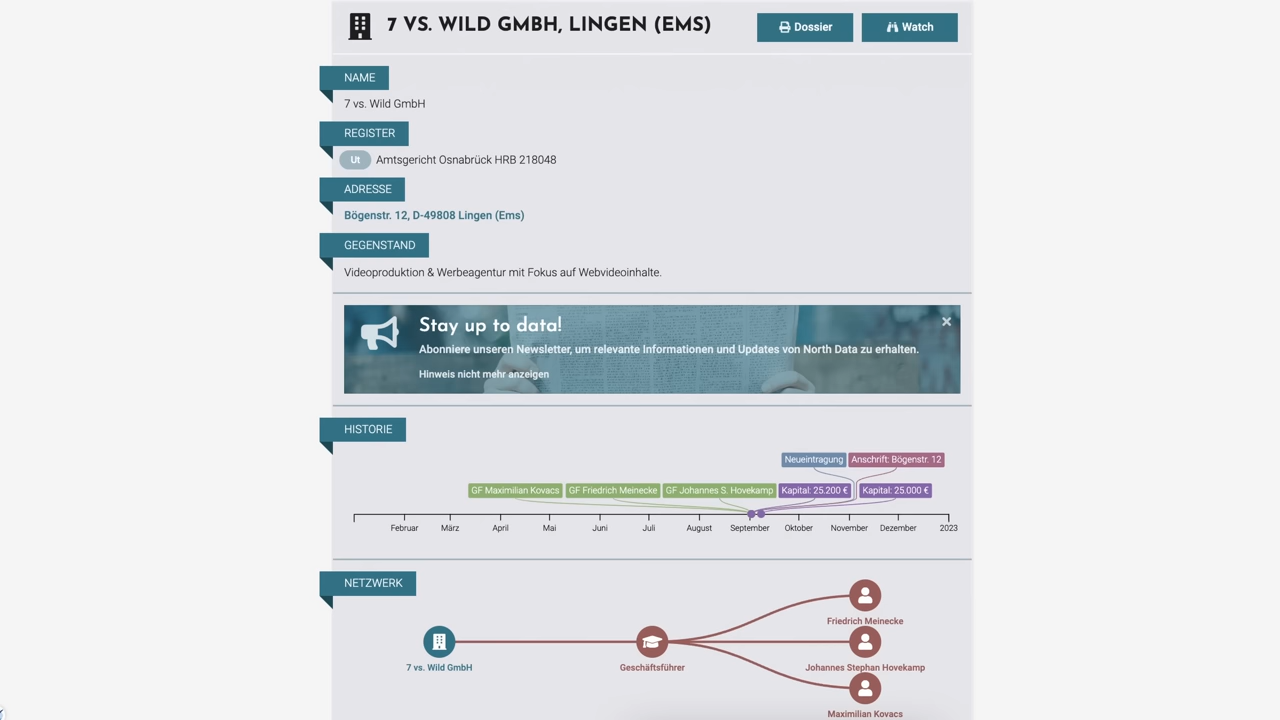 7 VS. WILD GMBH, LINGEN (EMS)
Dossier
Watch
NAME
7 vs. Wild GmbH
REGISTER
Ut Amtsgericht Osnabrück HRB 218048
ADRESSE
Bögenstr. 12, D-49808 Lingen (Ems)
GEGENSTAND
Videoproduktion & Werbeagentur mit Fokus auf Webvideoinhalte.
Stay up to data!
Abonniere unseren Newsletter, um relevante Informationen und Updates von North Data zu erhalten.
Hinweis nicht mehr anzeigen
HISTORIE
Neueintragung Anschrift: Bögenstr. 12
GF Maximilian Kovacs GF Friedrich Meinecke GF Johannes S. Hovekamp Kapital: 25.200 € Kapital: 25.000 €
Februar März April Mai Juni Juli August September Oktober November Dezember 2023
NETZWERK
Friedrich Meinecke
7 vs. Wild GmbH Geschäftsführer Johannes Stephan Hovekamp
Maximilian Kovacs